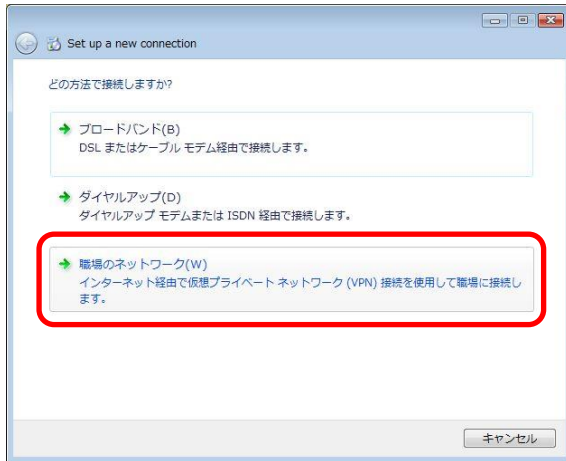 Set up a new connection
どの方法で接続しますか?
ブロードバンド(B)
DSL またはケーブル モデム経由で接続します。
ダイヤルアップ(D)
ダイヤルアップ モデムまたは ISDN 経由で接続します。
職場のネットワーク(W)
インターネット経由で仮想プライベート ネットワーク (VPN) 接続を使用して職場に接続し
ます。
キャンセル